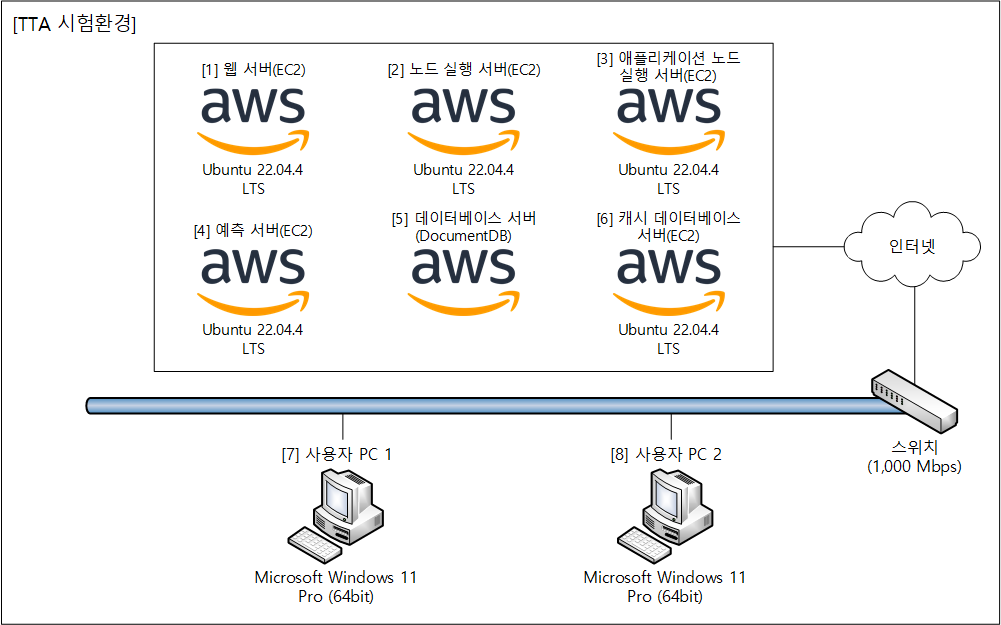 [TTA 시험환경]
[1] 웹 서버(EC2)
aws
Ubuntu 22.04.4
LTS
[2] 노드 실행 서버(EC2)
aws
Ubuntu 22.04.4
LTS
[3] 애플리케이션 노드
실행 서버(EC2)
aws
Ubuntu 22.04.4
LTS
[4] 예측 서버(EC2)
aws
Ubuntu 22.04.4
LTS
[5] 데이터베이스 서버
(DocumentDB)
aws
[6] 캐시 데이터베이스
서버(EC2)
aws
Ubuntu 22.04.4
LTS
인터넷
스위치
(1,000 Mbps)
[7] 사용자 PC 1
Microsoft Windows 11
Pro (64bit)
[8] 사용자 PC 2
Microsoft Windows 11
Pro (64bit)